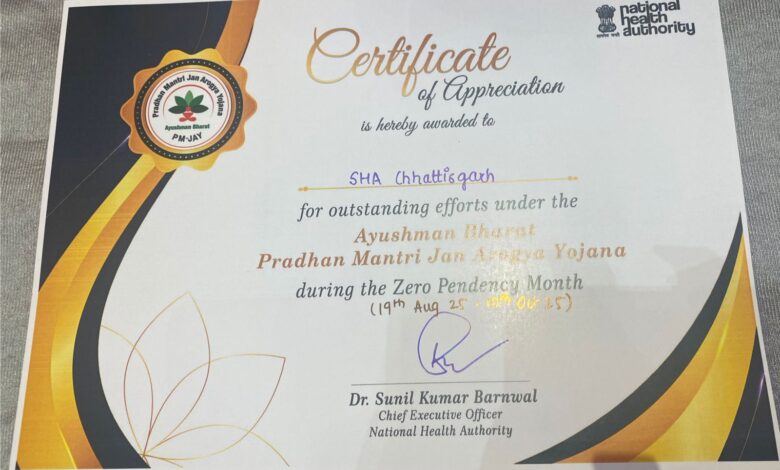 Pradhan Mantri Jan Arogya Yojana
Ayushman Bharat
PM-JAY
national
health
authority
Certificate
of Appreciation
is hereby awarded to
SHA Chhattisgarh
for outstanding efforts under the
Ayushman Bharat
Pradhan Mantri Jan Arogya Yojana
during the Zero Pendency Month
(19th Aug 25 - Oct 25)
Dr. Sunil Kumar Barnwal
Chief Executive Officer
National Health Authority